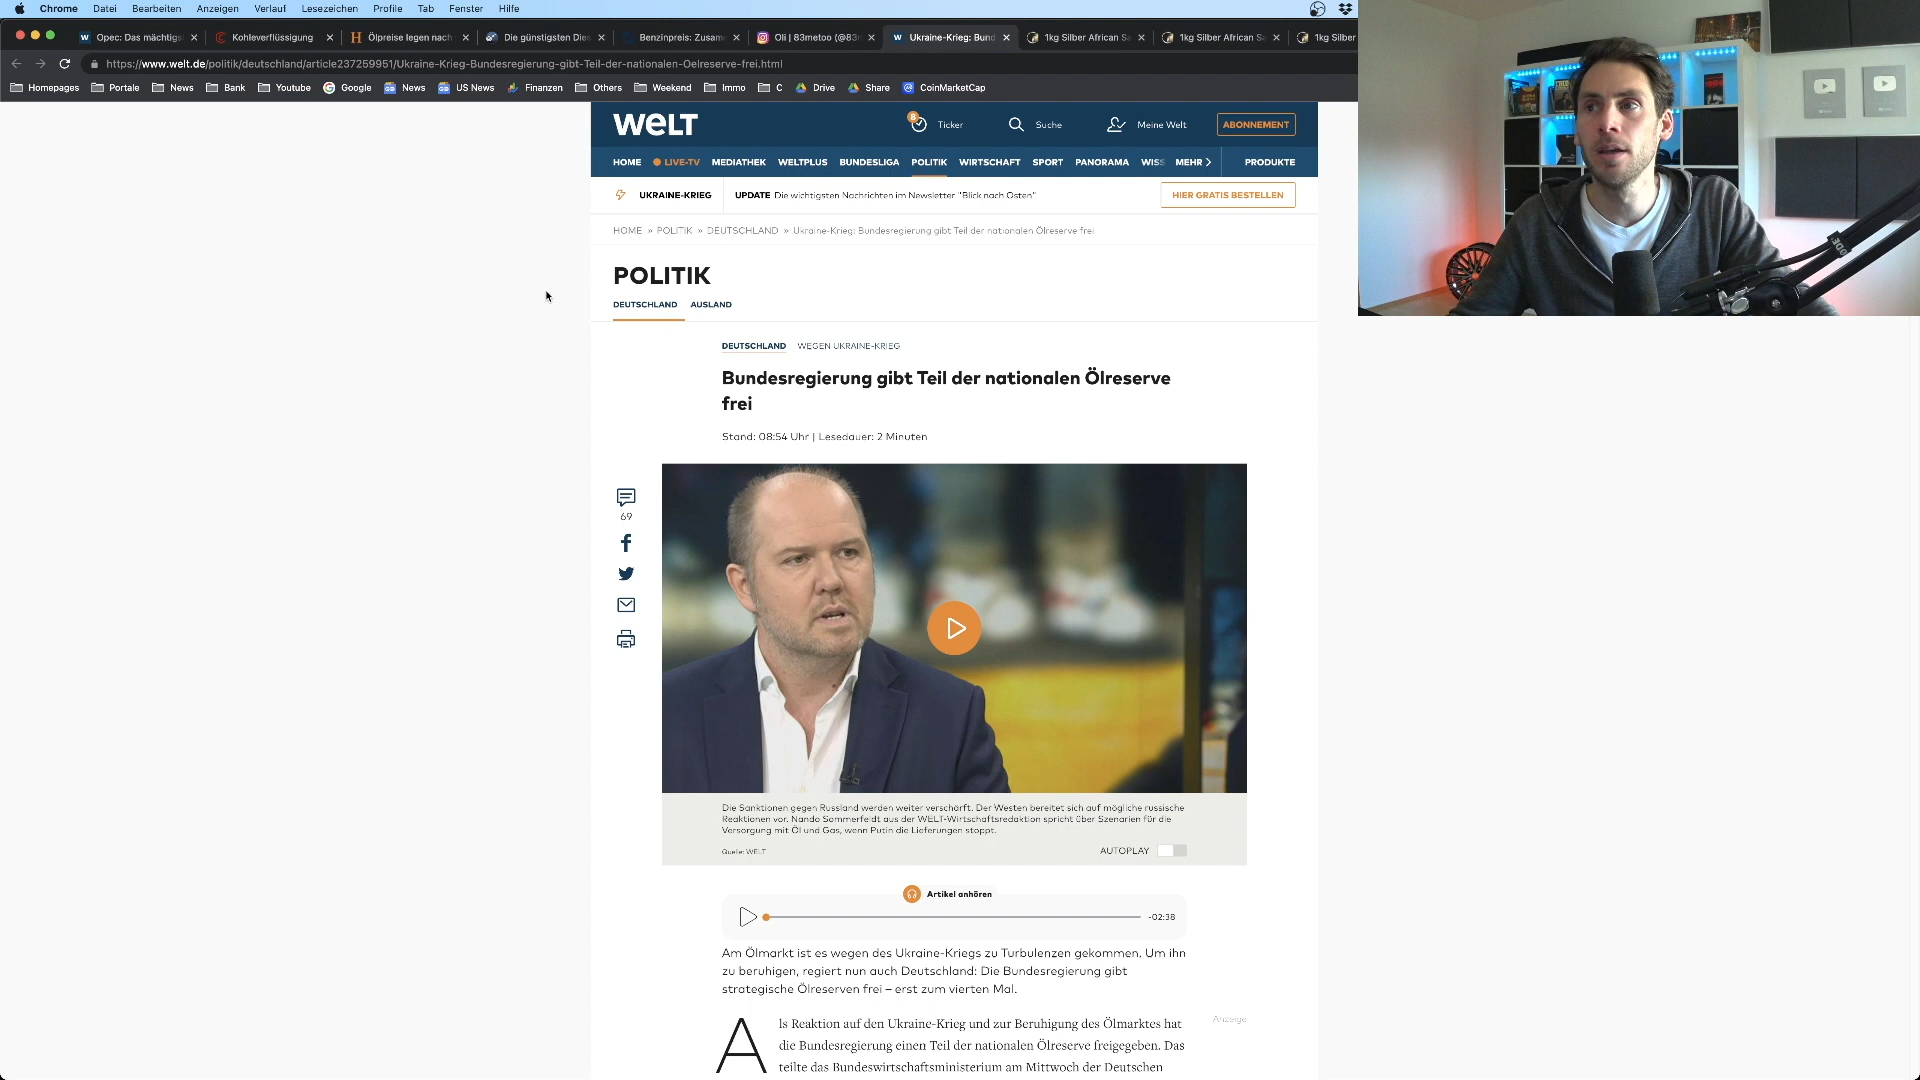 Chrome Datei Bearbeiten Anzeigen Verlauf Lesezeichen Profile Tab Fenster Hilfe
Opec: Das mächtigs Kohleverflüssigung Ölpreise legen nach Die günstigsten Dies Benzinpreis: Zusam Oli | 83metoo (@83 Ukraine-Krieg: Bund 1kg Silber African S 1kg Silber African S 1kg Silber
https://www.welt.de/politik/deutschland/article237259951/Ukraine-Krieg-Bundesregierung-gibt-Teil-der-nationalen-Oelreserve-frei.html
Homepages Portale News Bank Youtube Google News US News Finanzen Others Weekend Immo C Drive Share CoinMarketCap
WELT 8 Ticker Suche Meine Welt ABONNEMENT
HOME LIVE-TV MEDIATHEK WELTPLUS BUNDESLIGA POLITIK WIRTSCHAFT SPORT PANORAMA WISS MEHR PRODUKTE
UKRAINE-KRIEG UPDATE Die wichtigsten Nachrichten im Newsletter "Blick nach Osten" HIER GRATIS BESTELLEN
HOME » POLITIK » DEUTSCHLAND » Ukraine-Krieg: Bundesregierung gibt Teil der nationalen Ölreserve frei
POLITIK
DEUTSCHLAND AUSLAND
DEUTSCHLAND WEGEN UKRAINE-KRIEG
Bundesregierung gibt Teil der nationalen Ölreserve
frei
Stand: 08:54 Uhr | Lesedauer: 2 Minuten
69
Die Sanktionen gegen Russland werden weiter verschärft. Der Westen bereitet sich auf mögliche russische
Reaktionen vor. Nando Sommerfeldt aus der WELT-Wirtschaftsredaktion spricht über Szenarien für die
Versorgung mit Öl und Gas, wenn Putin die Lieferungen stoppt.
Quelle: WELT AUTOPLAY
Artikel anhören
-02:38
Am Ölmarkt ist es wegen des Ukraine-Kriegs zu Turbulenzen gekommen. Um ihn
zu beruhigen, regiert nun auch Deutschland: Die Bundesregierung gibt
strategische Ölreserven frei – erst zum vierten Mal.
Als Reaktion auf den Ukraine-Krieg und zur Beruhigung des Ölmarktes hat
die Bundesregierung einen Teil der nationalen Ölreserve freigegeben. Das
teilte das Bundeswirtschaftsministerium am Mittwoch der Deutschen
Anzeige